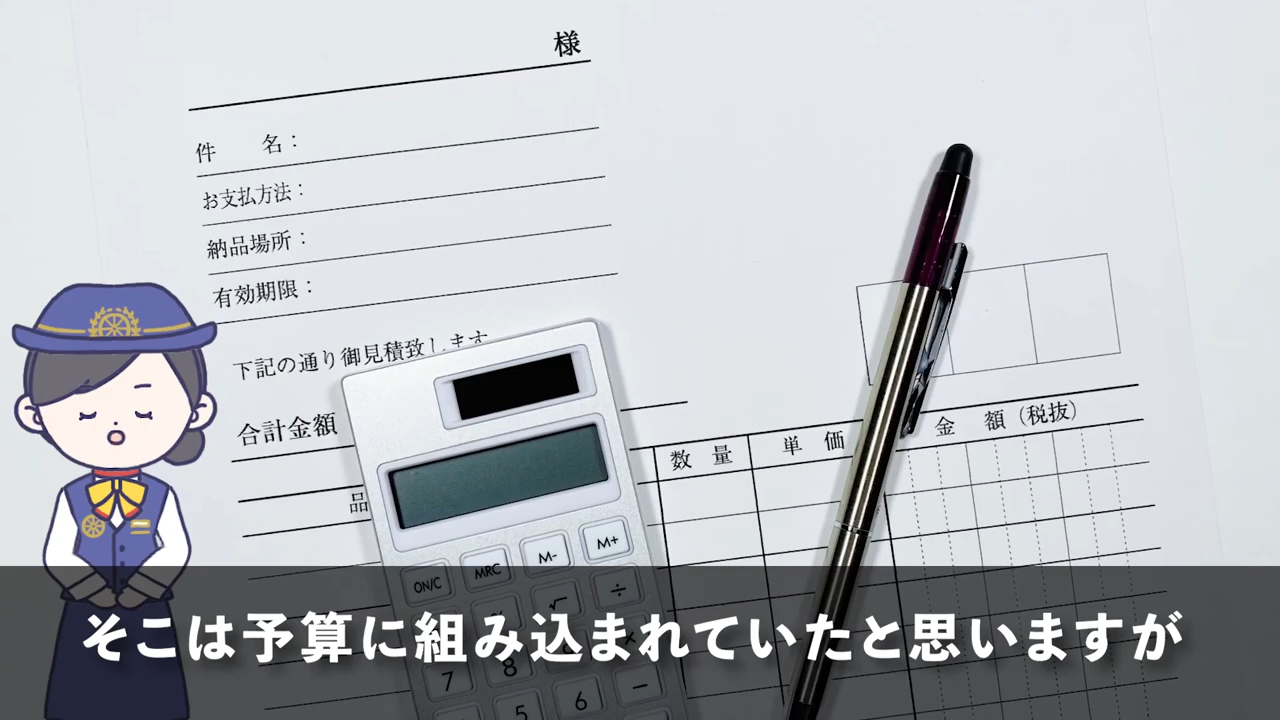 様
件 名：
お支払方法：
納品場所：
有効期限：
下記の通り御見積致します
合計金額
品
数 量
単 価
金 額（税抜）
ON/C MRC M- M+
√ ÷
7 8 ×
5 6 −
そこは予算に組み込まれていたと思いますが